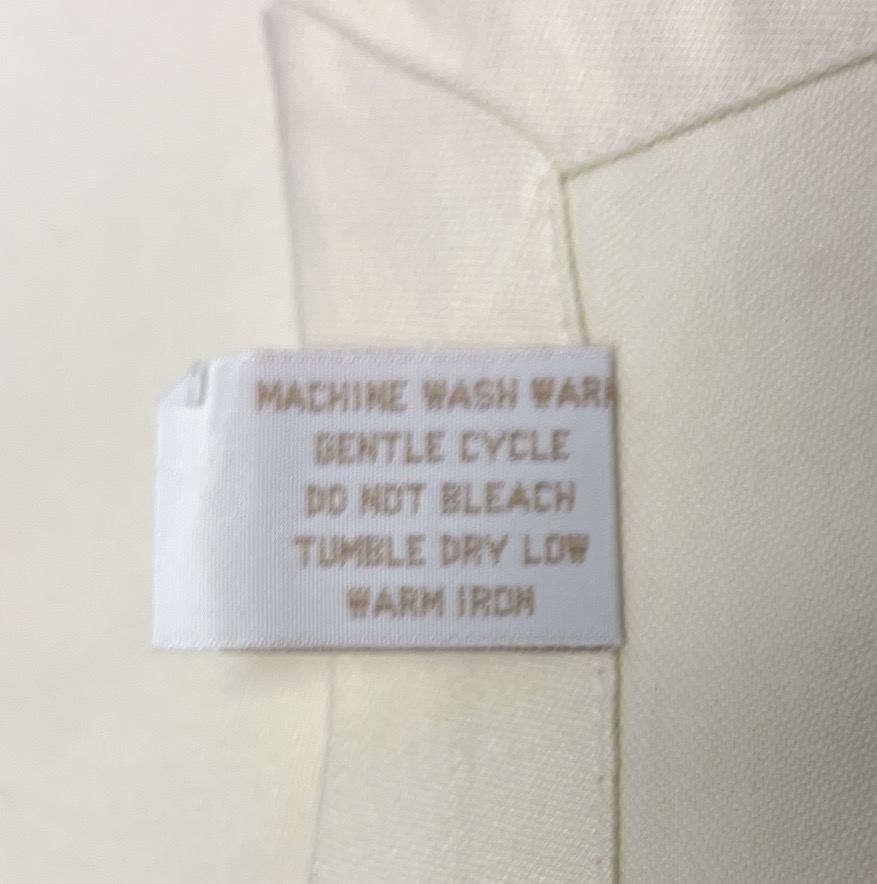 MACHINE WASH WARM
GENTLE CYCLE
DO NOT BLEACH
TUMBLE DRY LOW
WARM IRON